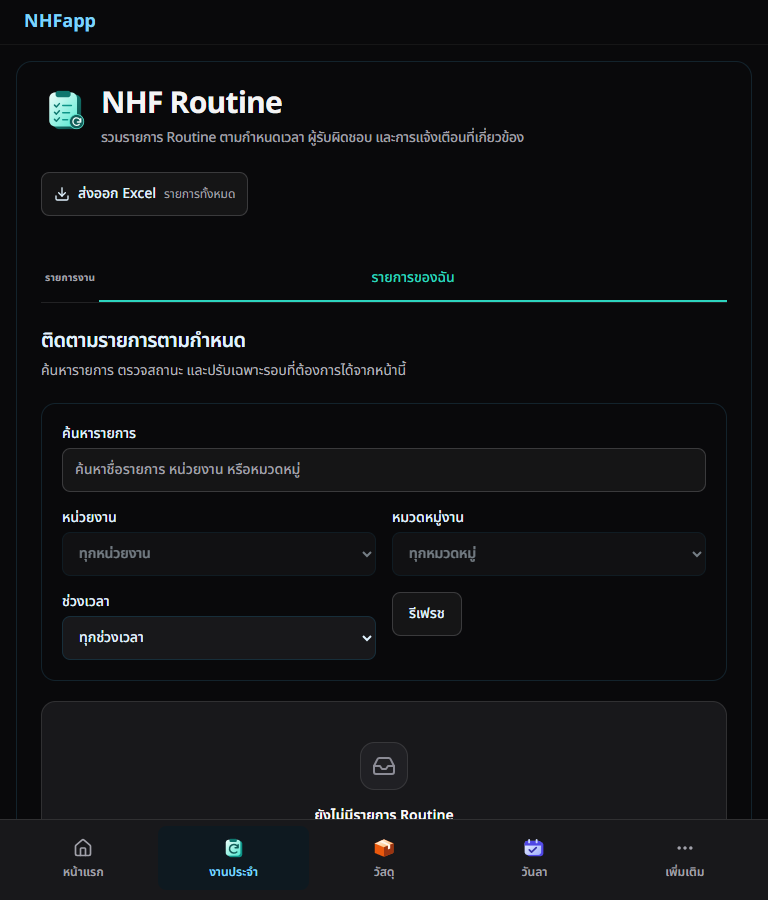 NHFapp
NHF Routine
รวมรายการ Routine ตามกำหนดเวลา ผู้รับผิดชอบ และการแจ้งเตือนที่เกี่ยวข้อง
ส่งออก Excel รายการทั้งหมด
รายการงาน รายการของฉัน
ติดตามรายการตามกำหนด
ค้นหารายการ ตรวจสถานะ และปรับเฉพาะรอบที่ต้องการได้จากหน้านี้
ค้นหารายการ
ค้นหาชื่อรายการ หน่วยงาน หรือหมวดหมู่
หน่วยงาน หมวดหมู่งาน
ทุกหน่วยงาน ทุกหมวดหมู่
ช่วงเวลา
ทุกช่วงเวลา รีเฟรช
ยังไม่มีรายการ Routine
หน้าแรก งานประจำ วัสดุ วันลา เพิ่มเติม